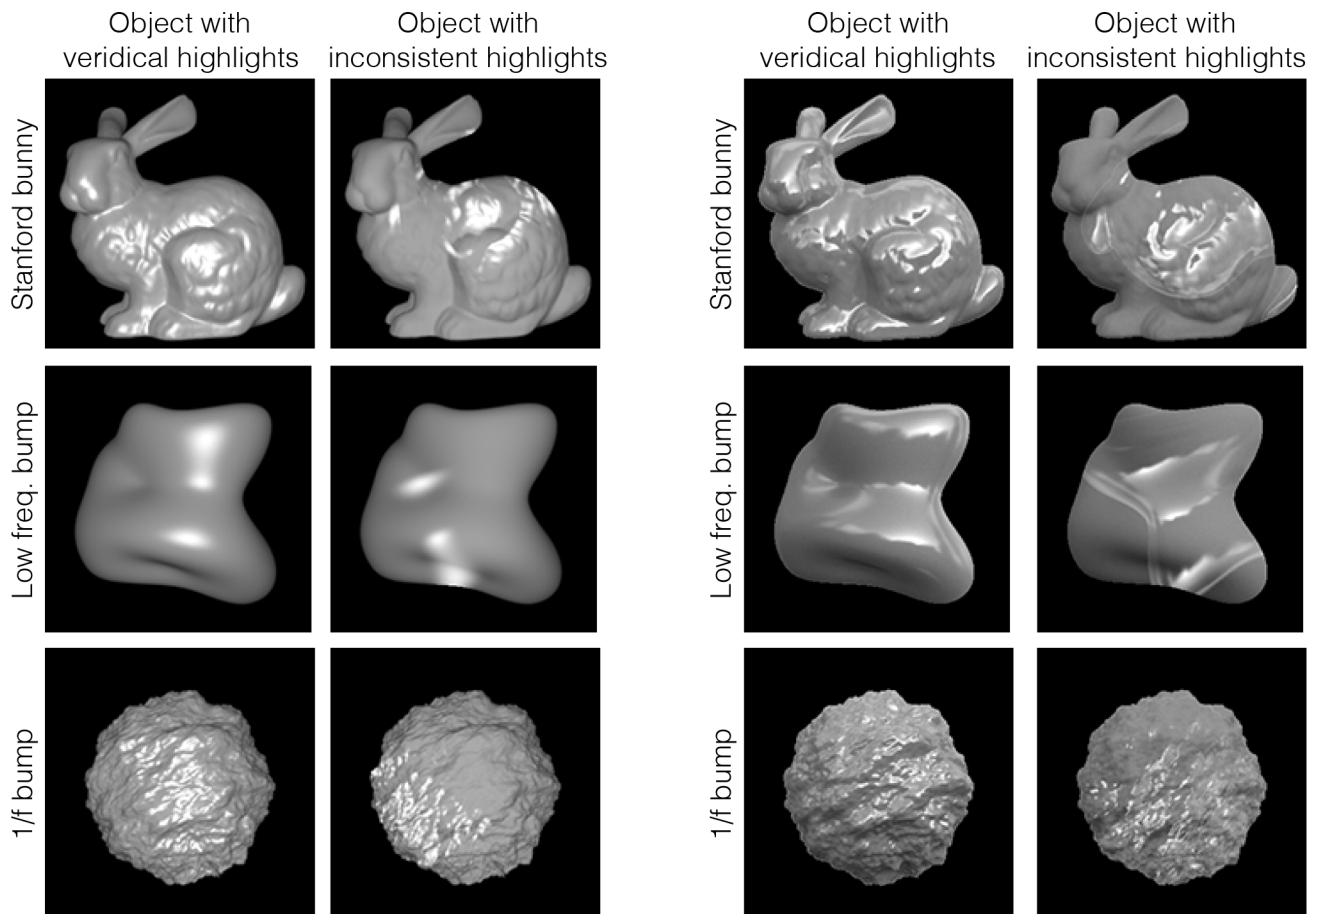 Object with
veridical highlights
Object with
inconsistent highlights
Object with
veridical highlights
Object with
inconsistent highlights
Stanford bunny
Stanford bunny
Low freq. bump
Low freq. bump
1/f bump
1/f bump